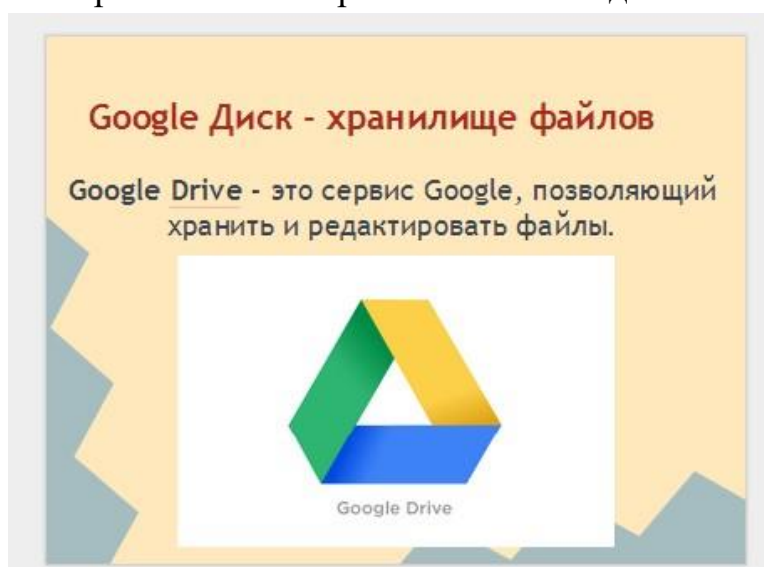 Google Диск - хранилище файлов
Google Drive - это сервис Google, позволяющий
хранить и редактировать файлы.
Google Drive